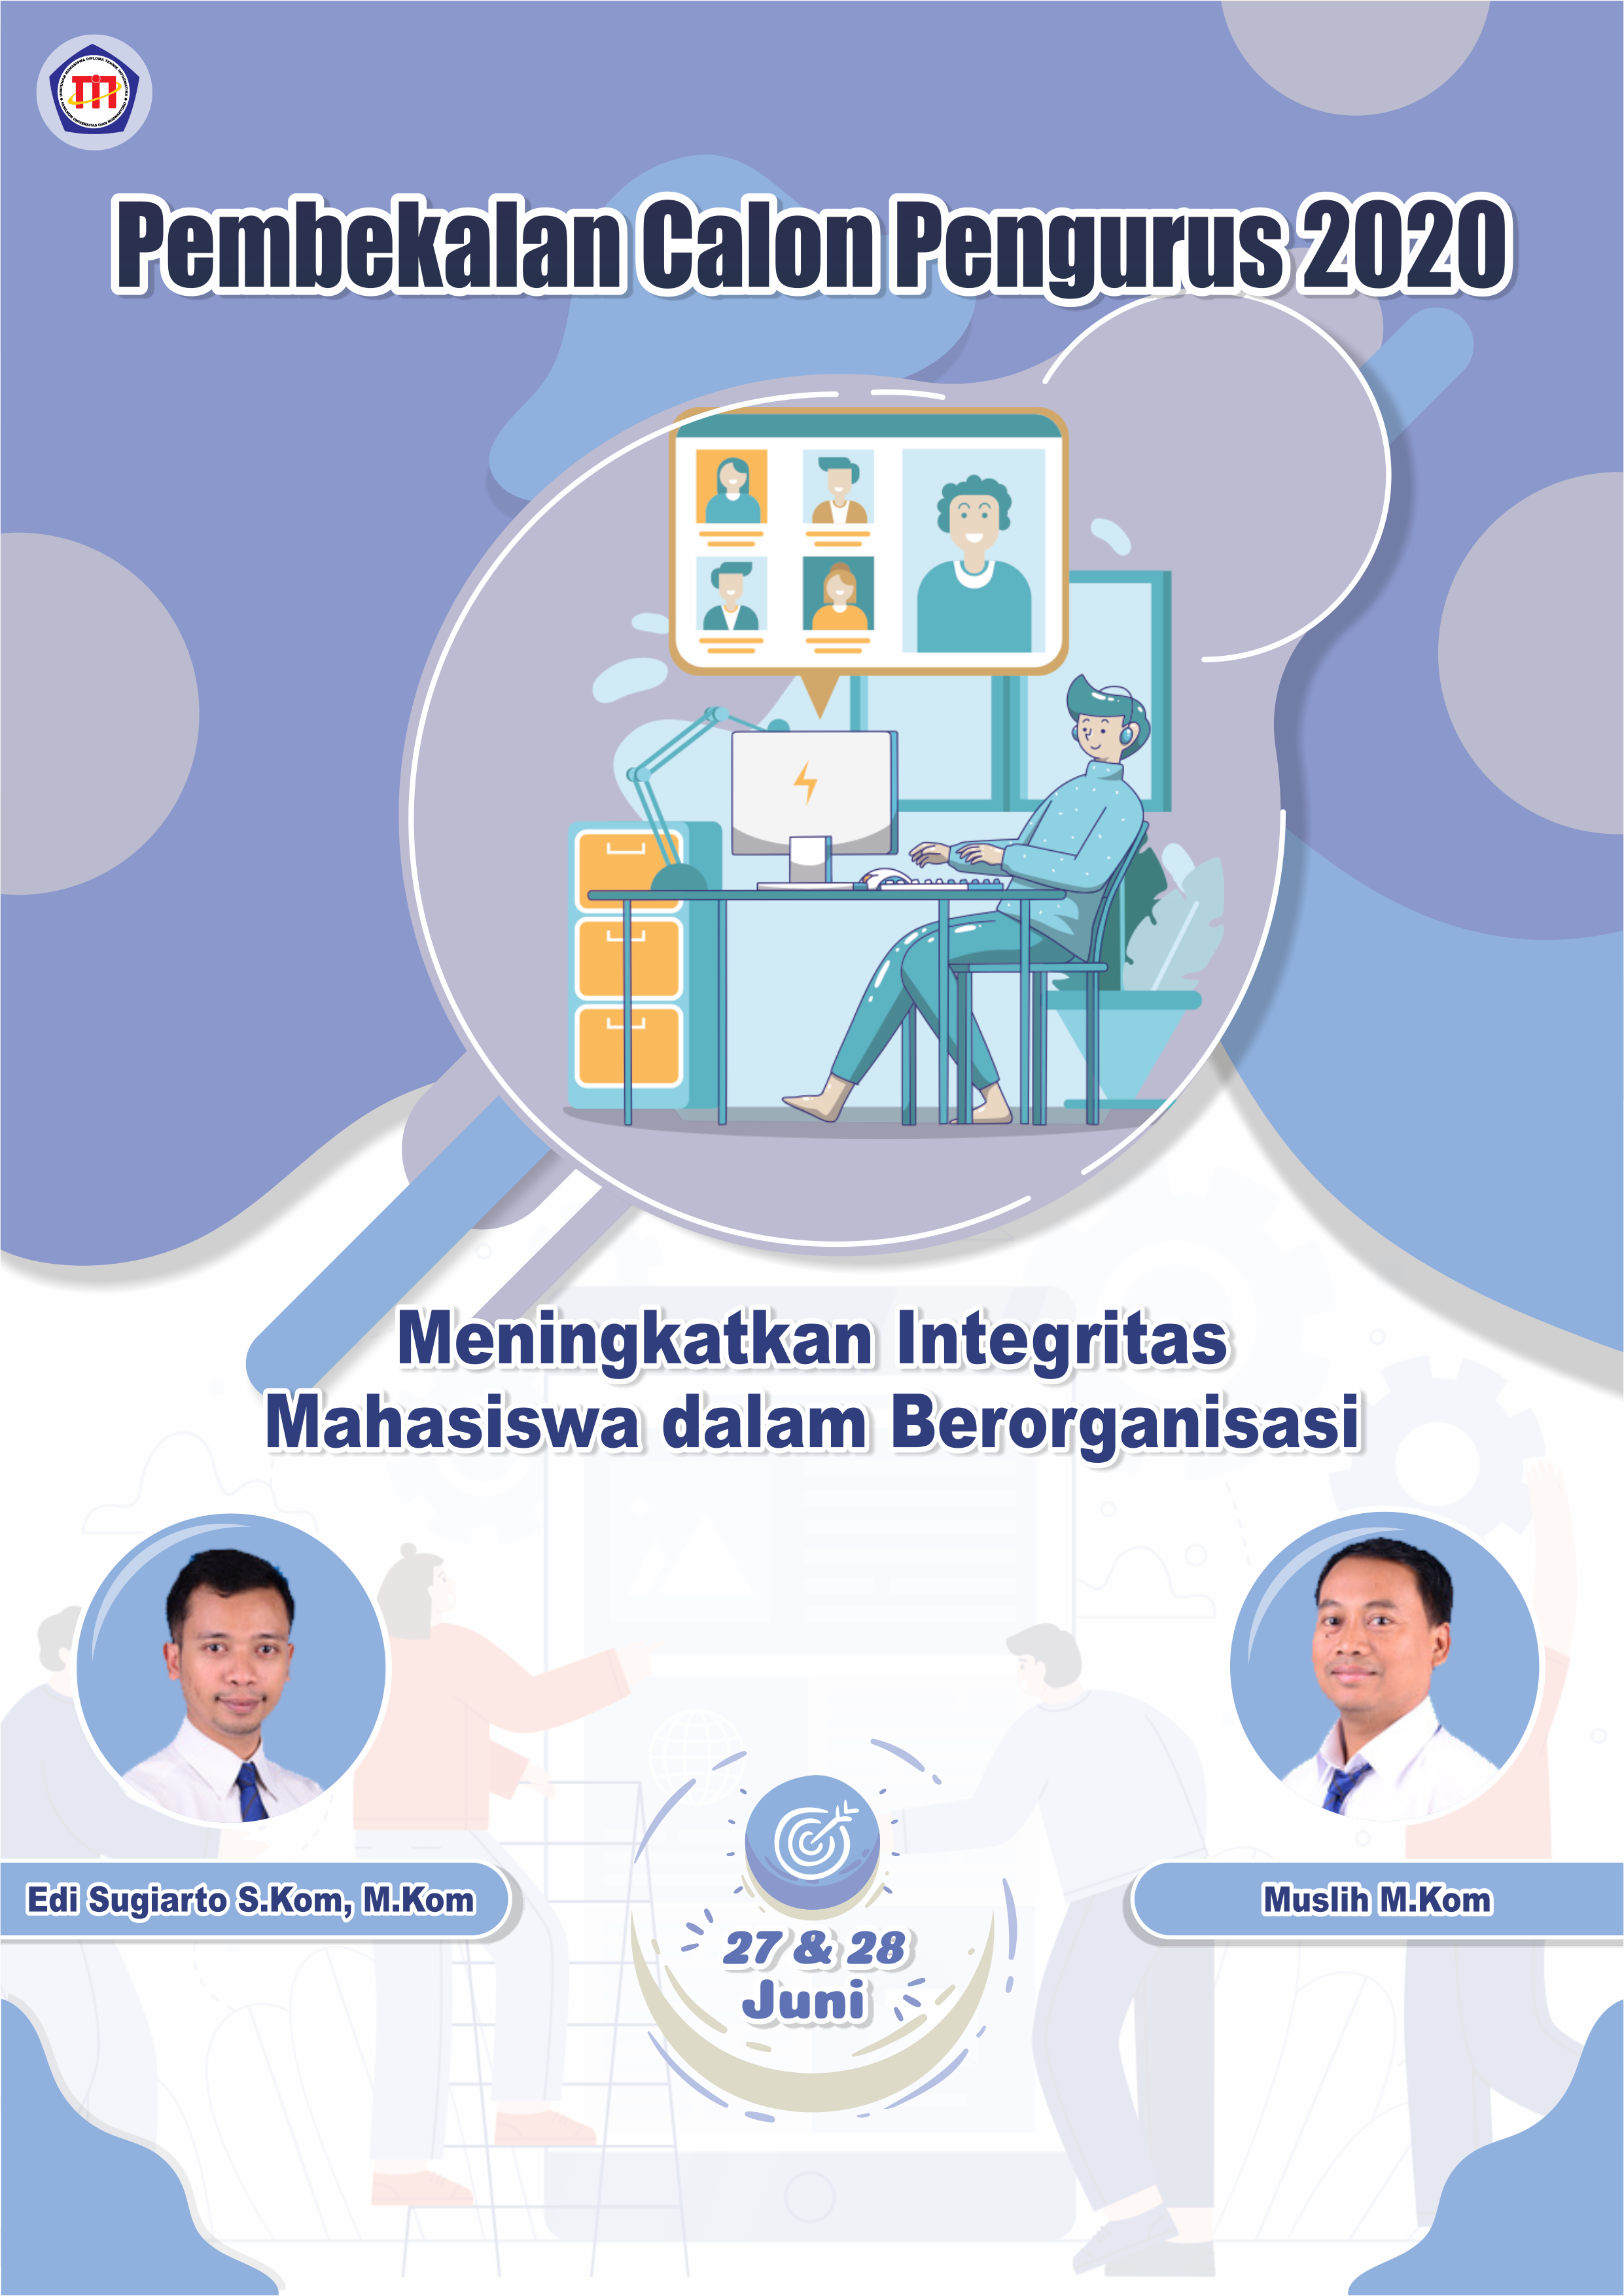 Pembekalan Calon Pengurus 2020
Meningkatkan Integritas
Mahasiswa dalam Berorganisasi
Edi Sugiarto S.Kom, M.Kom
Muslih M.Kom
27 & 28
Juni